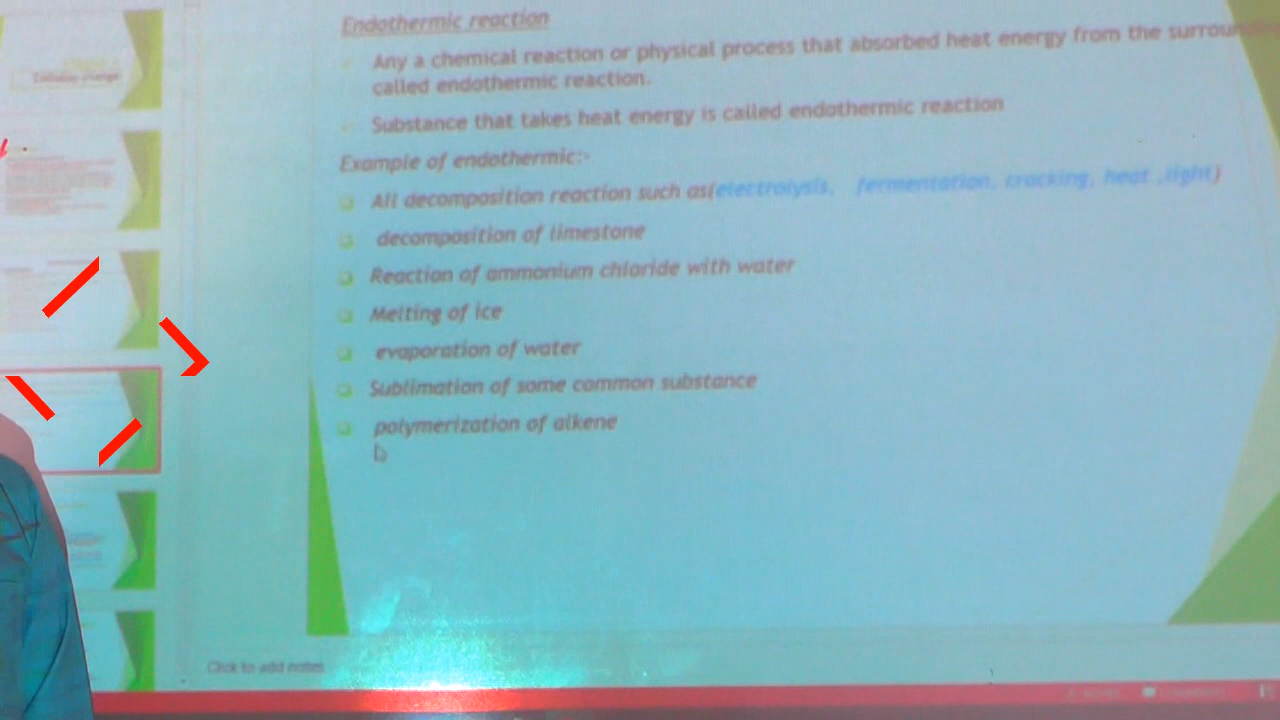 Endothermic reaction
Any a chemical reaction or physical process that absorbed heat energy from the
called endothermic reaction.
Substance that takes heat energy is called endothermic reaction
Example of endothermic:-
All decomposition reaction such as(electrolysis, fermentation, cracking, heat ,light)
decomposition of limestone
Reaction of ammonium chloride with water
Melting of ice
evaporation of water
Sublimation of some common substance
polymerization of alkene
Click to add notes